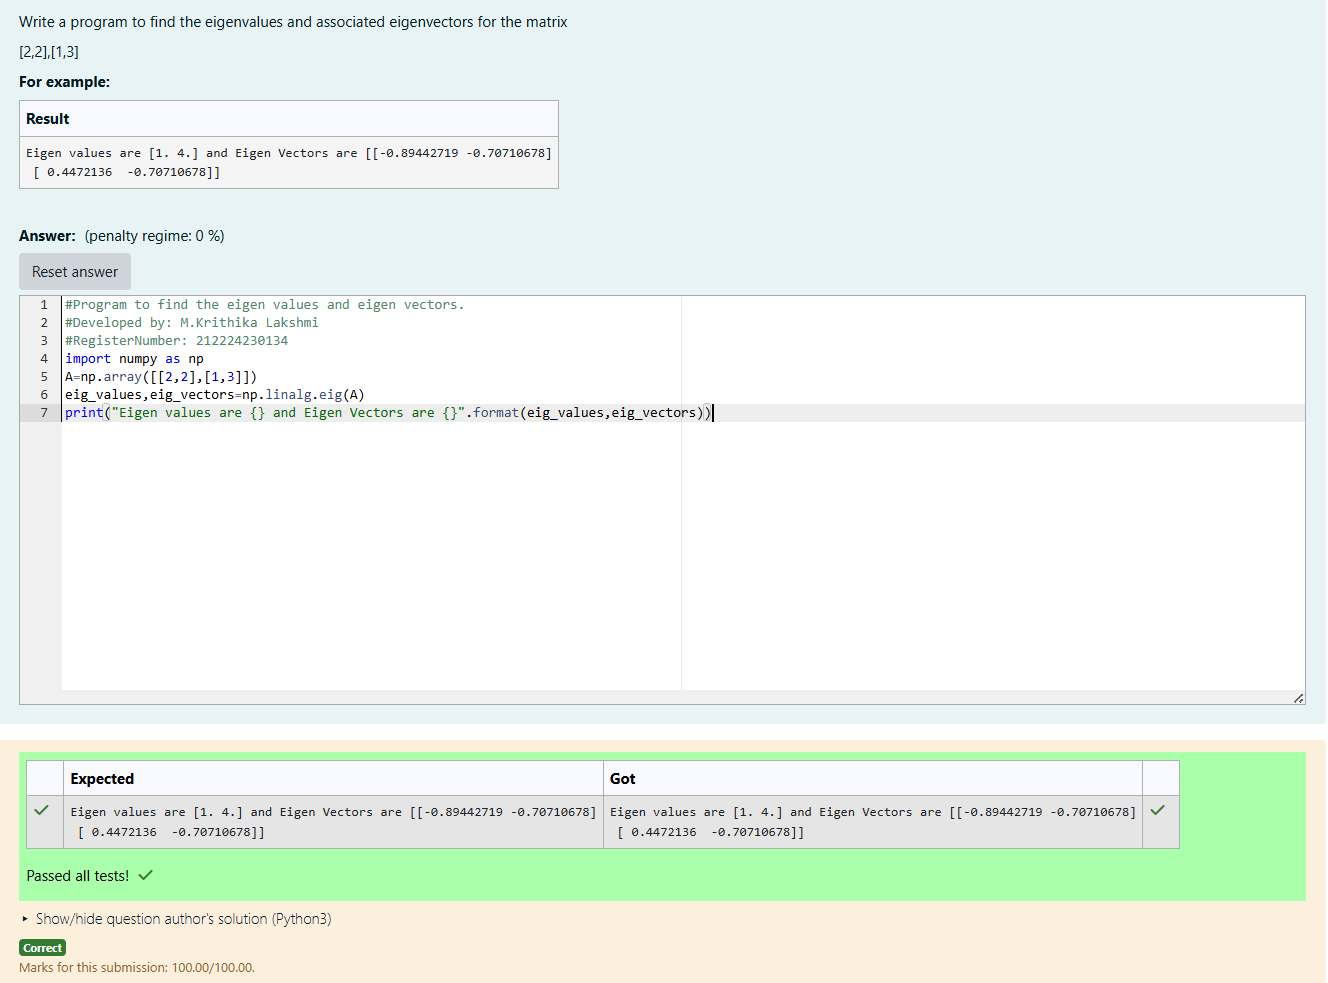 Write a program to find the eigenvalues and associated eigenvectors for the matrix
[2,2],[1,3]
For example:
Result
Eigen values are [1. 4.] and Eigen Vectors are [[-0.89442719 -0.70710678]
[ 0.4472136  -0.70710678]]
Answer: (penalty regime: 0 %)
Reset answer
1 #Program to find the eigen values and eigen vectors.
2 #Developed by: M.Krithika Lakshmi
3 #RegisterNumber: 212224230134
4 import numpy as np
5 A=np.array([[2,2],[1,3]])
6 eig_values,eig_vectors=np.linalg.eig(A)
7 print("Eigen values are {} and Eigen Vectors are {}".format(eig_values,eig_vectors))
Expected Got
Eigen values are [1. 4.] and Eigen Vectors are [[-0.89442719 -0.70710678] Eigen values are [1. 4.] and Eigen Vectors are [[-0.89442719 -0.70710678]
[ 0.4472136  -0.70710678]] [ 0.4472136  -0.70710678]]
Passed all tests!
Show/hide question author's solution (Python3)
Correct
Marks for this submission: 100.00/100.00.